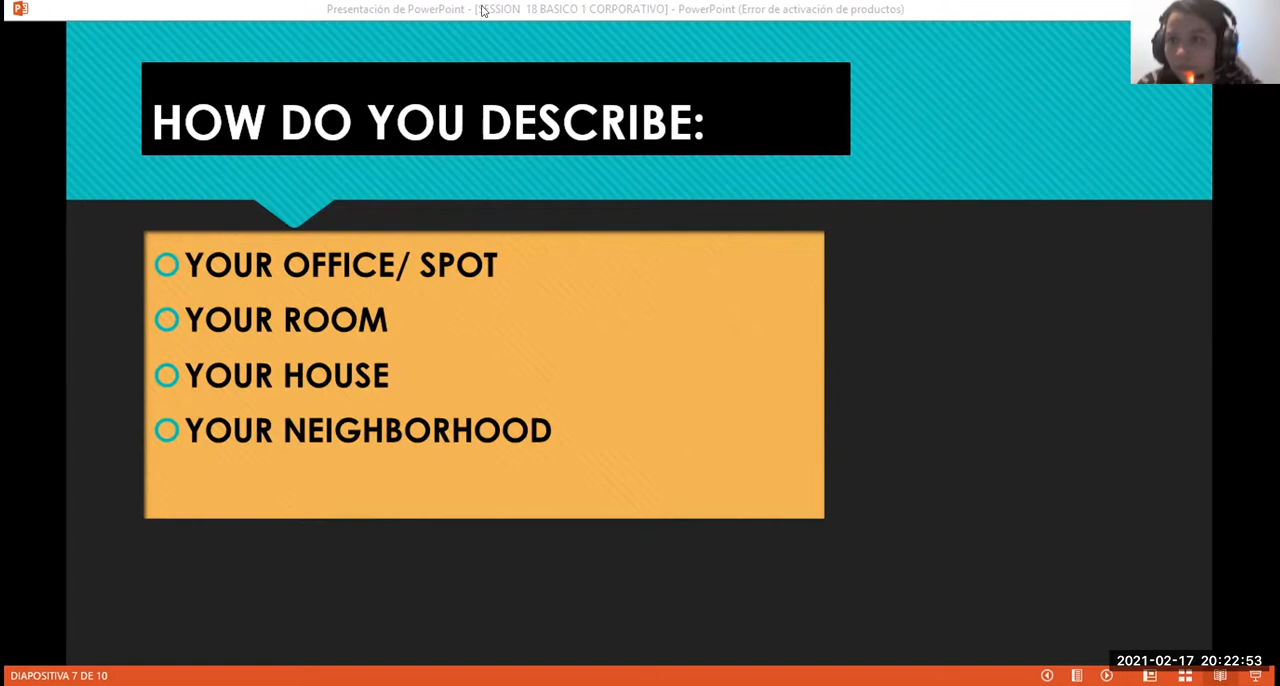 Presentación de PowerPoint - [SESSION 18 BASICO 1 CORPORATIVO] - PowerPoint (Error de activación de productos)
HOW DO YOU DESCRIBE:
YOUR OFFICE/ SPOT
YOUR ROOM
YOUR HOUSE
YOUR NEIGHBORHOOD
2021-02-17 20:22:53
DIAPOSITIVA 7 DE 10